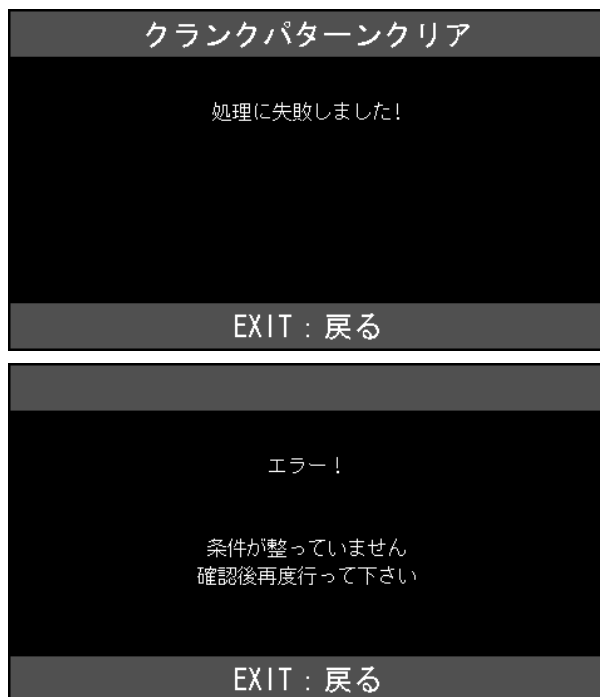 クランクパターンクリア
処理に失敗しました!
EXIT:戻る
エラー!
条件が整っていません
確認後再度行って下さい
EXIT:戻る